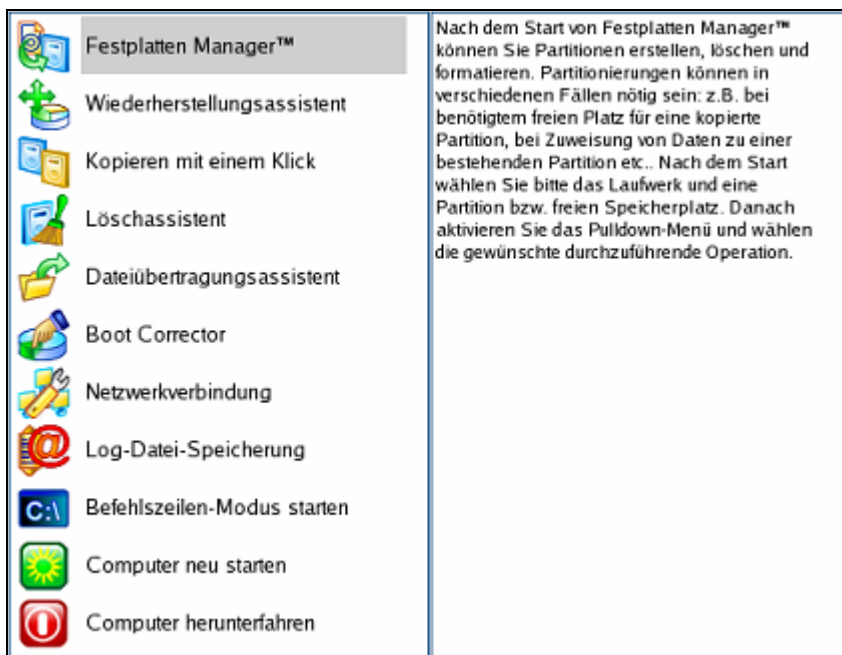 Festplatten Manager™
Wiederherstellungsassistent
Kopieren mit einem Klick
Löschassistent
Dateiübertragungsassistent
Boot Corrector
Netzwerkverbindung
@
Log-Datei-Speicherung
C:\
Befehlszeilen-Modus starten
Computer neu starten
Computer herunterfahren
Nach dem Start von Festplatten Manager™
können Sie Partitionen erstellen, löschen und
formatieren. Partitionierungen können in
verschiedenen Fällen nötig sein: z.B. bei
benötigtem freien Platz für eine kopierte
Partition, bei Zuweisung von Daten zu einer
bestehenden Partition etc.. Nach dem Start
wählen Sie bitte das Laufwerk und eine
Partition bzw. freien Speicherplatz. Danach
aktivieren Sie das Pulldown-Menü und wählen
die gewünschte durchzuführende Operation.